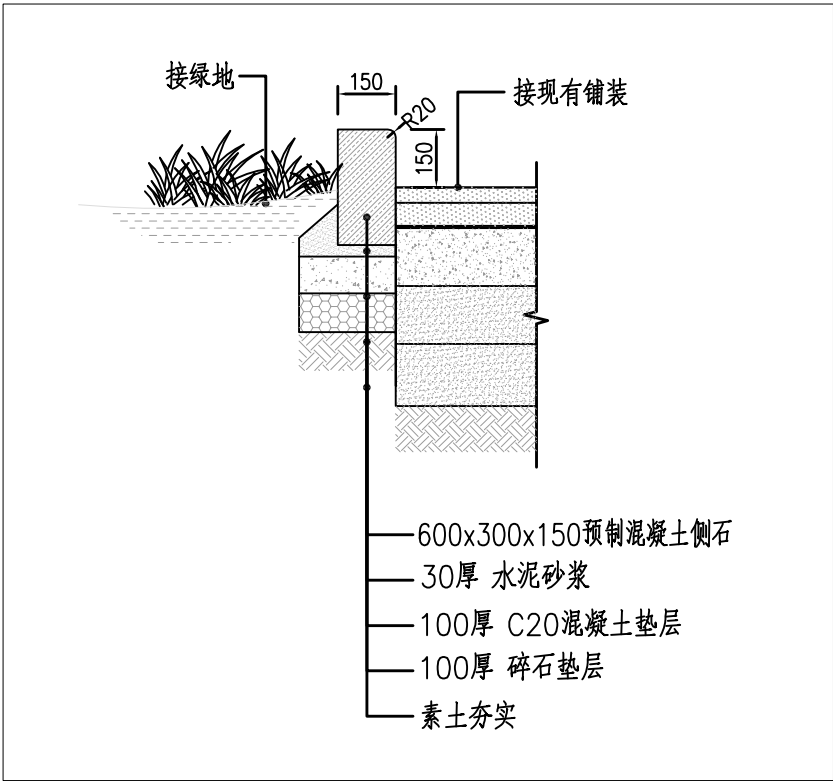 接绿地
150
R20
150
接现有铺装
600x300x150预制混凝土侧石
30厚 水泥砂浆
100厚 C20混凝土垫层
100厚 碎石垫层
素土夯实